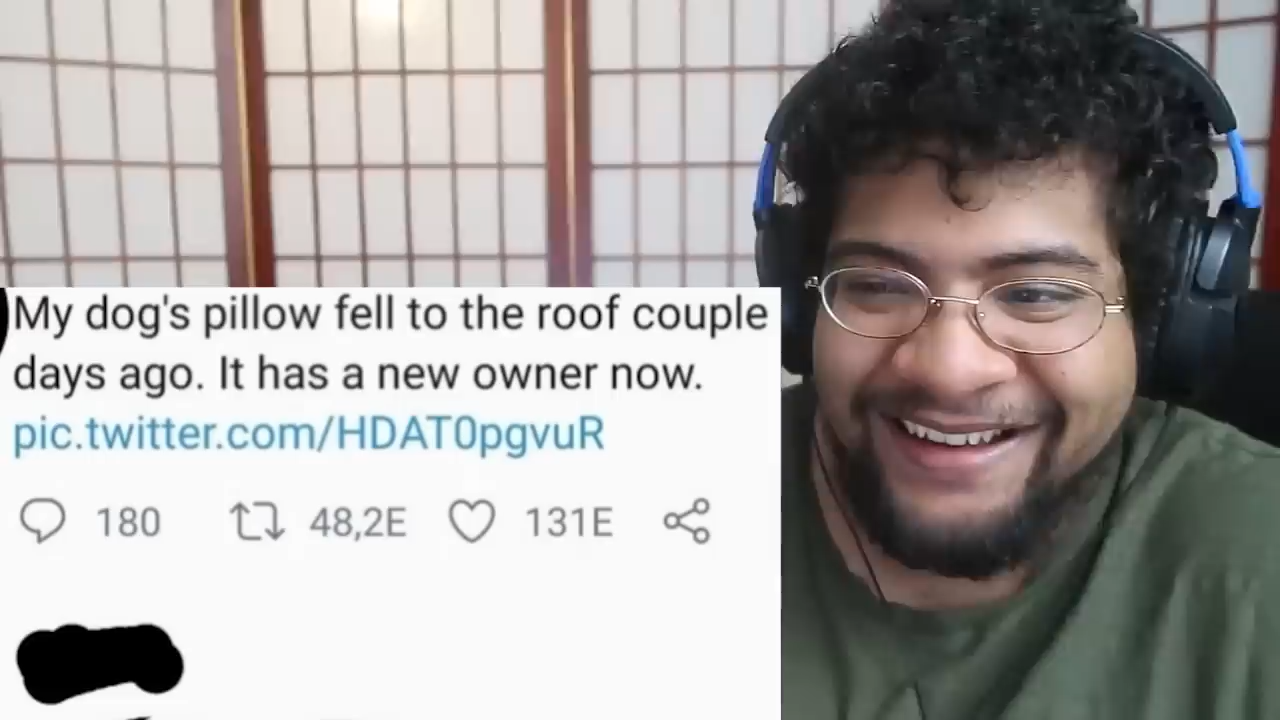 My dog's pillow fell to the roof couple
days ago. It has a new owner now.
pic.twitter.com/HDAT0pgvuR
180 48,2E 131E